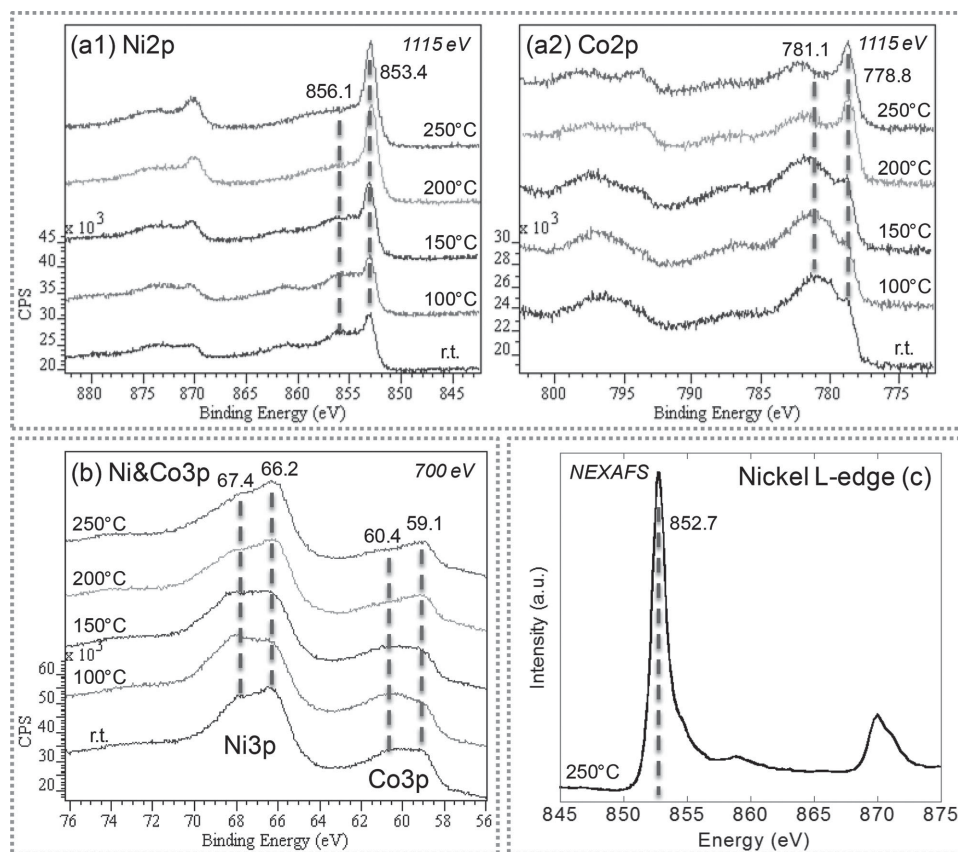 (a1) Ni2p
1115 eV
856.1
853.4
250°C
200°C
150°C
100°C
r.t.
x 10³
45
40
35
30
25
20
CPS
880 875 870 865 860 855 850 845
Binding Energy (eV)
(a2) Co2p
1115 eV
781.1
778.8
250°C
200°C
150°C
100°C
r.t.
x 10³
30
28
26
24
22
20
800 795 790 785 780 775
Binding Energy (eV)
(b) Ni&Co3p
700 eV
67.4
66.2
60.4
59.1
250°C
200°C
150°C
100°C
r.t.
x 10³
60
50
40
30
20
CPS
Ni3p
Co3p
76 74 72 70 68 66 64 62 60 58 56
Binding Energy (eV)
NEXAFS
Nickel L-edge (c)
852.7
Intensity (a.u.)
250°C
845 850 855 860 865 870 875
Energy (eV)